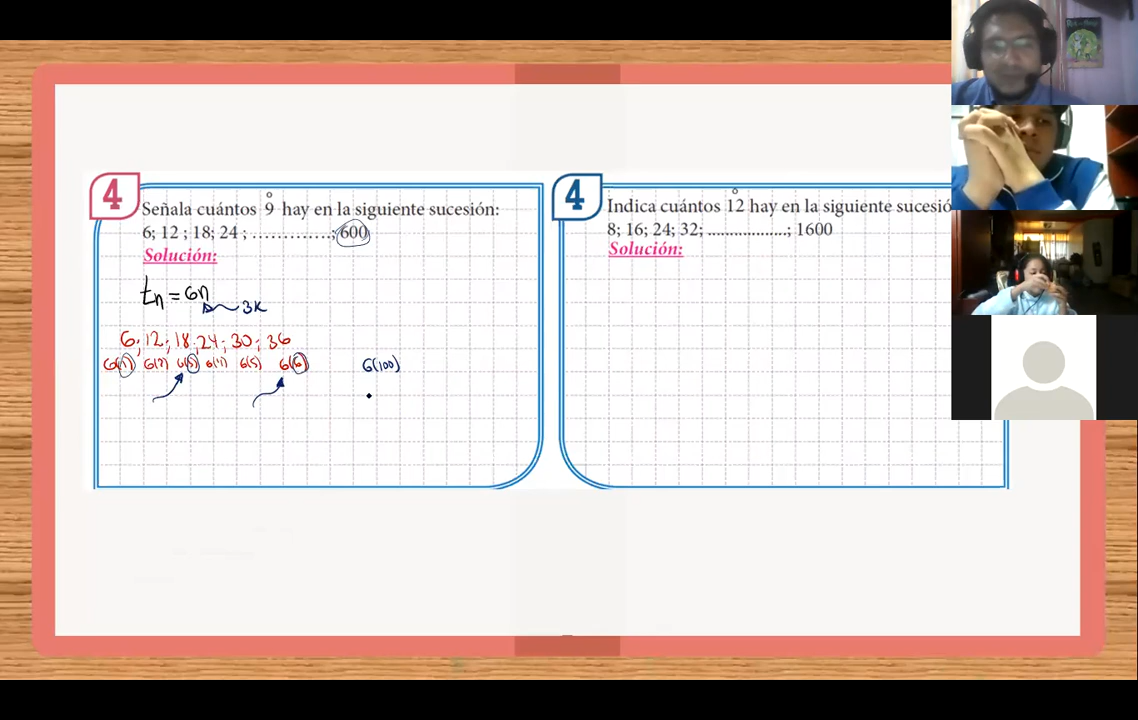 4
Señala cuántos 9̊ hay en la siguiente sucesión:
6; 12 ; 18; 24 ; .............; 600
Solución:
tn = 6n
3K
6; 12; 18; 24; 30; 36
6(1) 6(2) 6(3) 6(4) 6(5) 6(6) 6(100)
4
Indica cuántos 12̊ hay en la siguiente sucesió
8; 16; 24; 32; ..................; 1600
Solución: